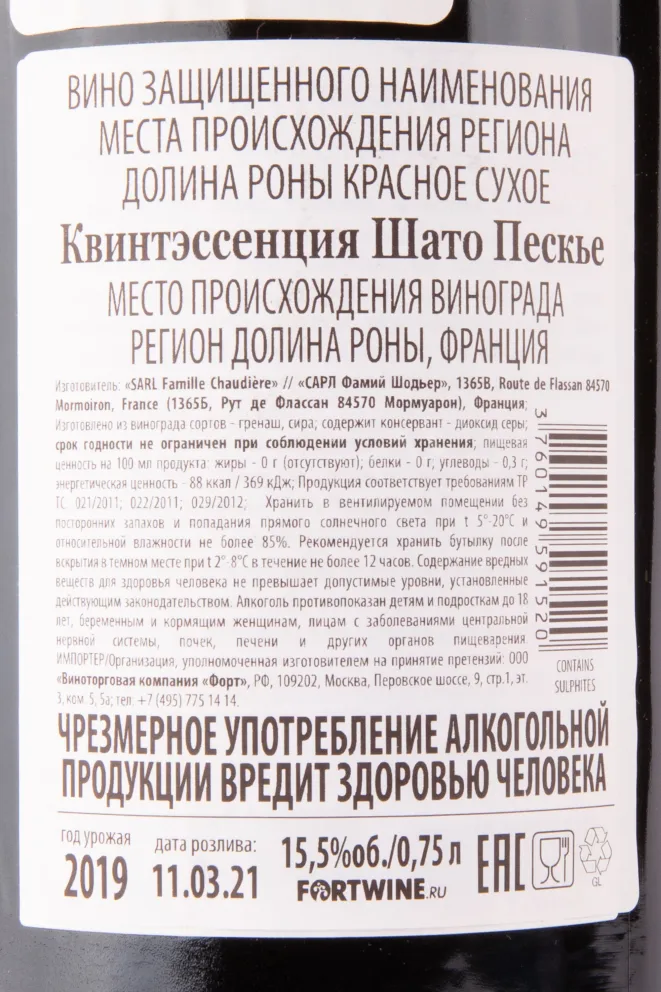 ВИНО ЗАЩИЩЕННОГО НАИМЕНОВАНИЯ
МЕСТА ПРОИСХОЖДЕНИЯ РЕГИОНА
ДОЛИНА РОНЫ КРАСНОЕ СУХОЕ
Квинтэссенция Шато Пескье
МЕСТО ПРОИСХОЖДЕНИЯ ВИНОГРАДА
РЕГИОН ДОЛИНА РОНЫ, ФРАНЦИЯ
Изготовитель: «SARL Famille Chaudière» // «САРЛ Фамий Шодьер», 1365B, Route de Flassan 84570
Mormoiron, France (1365Б, Рут де Флассан 84570 Мормуарон), Франция;
Изготовлено из винограда сортов - гренаш, сира; содержит консервант - диоксид серы;
срок годности не ограничен при соблюдении условий хранения; пищевая
ценность на 100 мл продукта: жиры - 0 г (отсутствуют); белки - 0 г; углеводы - 0,3 г;
энергетическая ценность - 88 ккал / 369 кДж; Продукция соответствует требованиям ТР
ТС 021/2011; 022/2011; 029/2012; Хранить в вентилируемом помещении без
посторонних запахов и попадания прямого солнечного света при t 5°-20°С и
относительной влажности не более 85%. Рекомендуется хранить бутылку после
вскрытия в темном месте при t 2°-8°С в течение не более 12 часов. Содержание вредных
веществ для здоровья человека не превышает допустимые уровни, установленные
действующим законодательством. Алкоголь противопоказан детям и подросткам до 18
лет, беременным и кормящим женщинам, лицам с заболеваниями центральной
нервной системы, почек, печени и других органов пищеварения.
ИМПОРТЕР/Организация, уполномоченная изготовителем на принятие претензий: ООО
«Виноторговая компания «Форт», РФ, 109202, Москва, Перовское шоссе, 9, стр.1, эт.
3, ком. 5, 5а; тел: +7 (495) 775 14 14.
3 760149 591520
CONTAINS
SULPHITES
ЧРЕЗМЕРНОЕ УПОТРЕБЛЕНИЕ АЛКОГОЛЬНОЙ
ПРОДУКЦИИ ВРЕДИТ ЗДОРОВЬЮ ЧЕЛОВЕКА
год урожая
2019
дата розлива:
11.03.21
15,5%об./0,75 л
FORTWINE.RU
EAC
GL